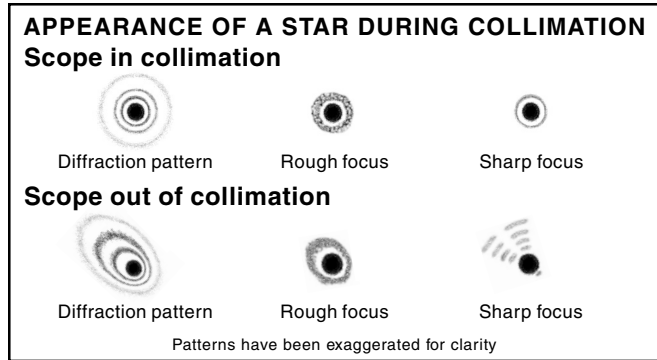 APPEARANCE OF A STAR DURING COLLIMATION
Scope in collimation
Diffraction pattern Rough focus Sharp focus
Scope out of collimation
Diffraction pattern Rough focus Sharp focus
Patterns have been exaggerated for clarity